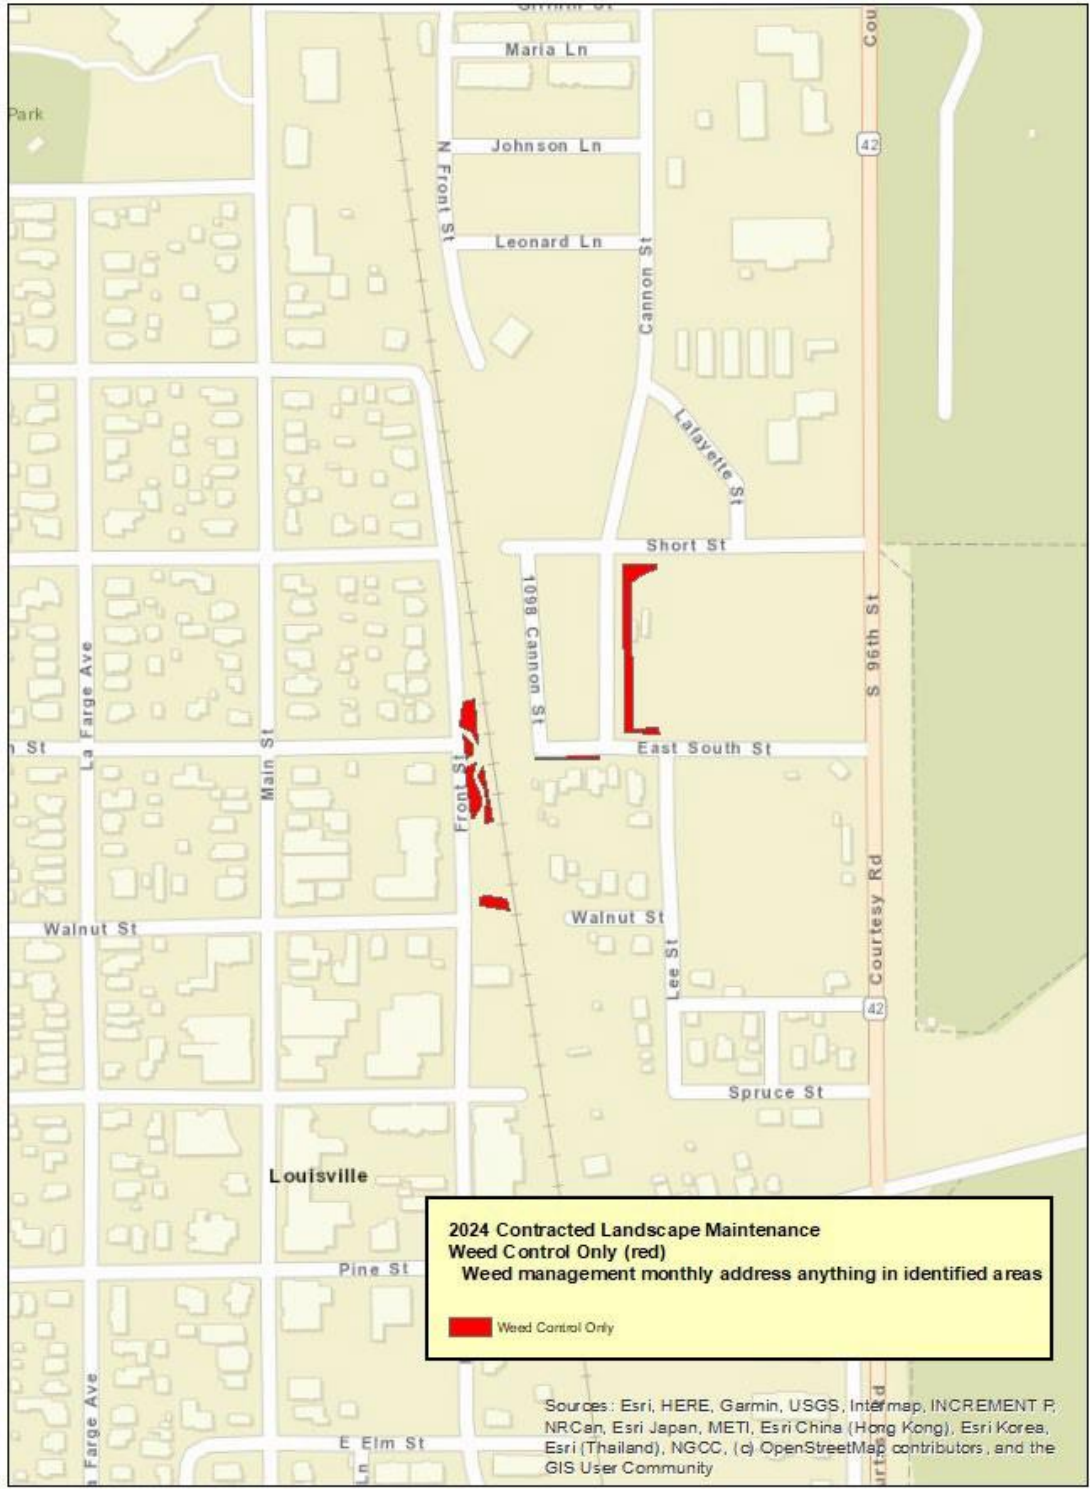 Maria Ln
Park
42
Johnson Ln
N Front St
Leonard Ln
Cannon St
Lafayette St
Short St
1098 Cannon St
S 96th St
La Farge Ave
Main St
East South St
Front St
Walnut St
Walnut St
Lee St
Courtesy Rd
42
Spruce St
Louisville
2024 Contracted Landscape Maintenance
Weed Control Only (red)
Weed management monthly address anything in identified areas
Weed Control Only
Pine St
Farge Ave
E Elm St
Ln
Sources: Esri, HERE, Garmin, USGS, Intermap, INCREMENT P,
NRCan, Esri Japan, METI, Esri China (Hong Kong), Esri Korea,
Esri (Thailand), NGCC, (c) OpenStreetMap contributors, and the
GIS User Community